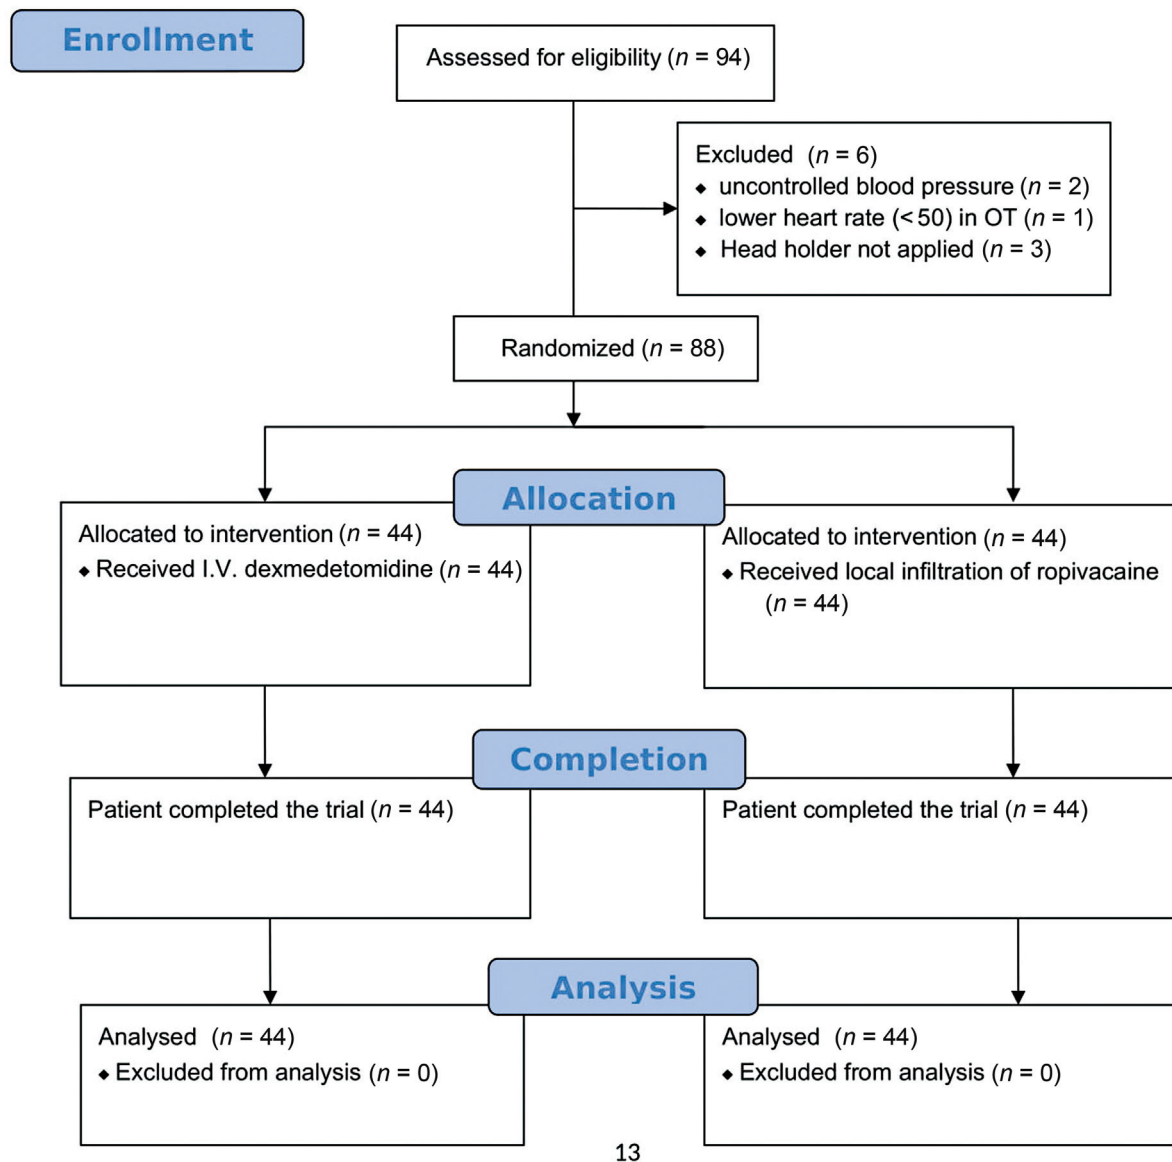 Enrollment
Assessed for eligibility (n = 94)
Excluded (n = 6)
◆ uncontrolled blood pressure (n = 2)
◆ lower heart rate (<50) in OT (n = 1)
◆ Head holder not applied (n = 3)
Randomized (n = 88)
Allocation
Allocated to intervention (n = 44)
◆ Received I.V. dexmedetomidine (n = 44)
Allocated to intervention (n = 44)
◆ Received local infiltration of ropivacaine
(n = 44)
Completion
Patient completed the trial (n = 44)
Patient completed the trial (n = 44)
Analysis
Analysed (n = 44)
◆ Excluded from analysis (n = 0)
Analysed (n = 44)
◆ Excluded from analysis (n = 0)
13